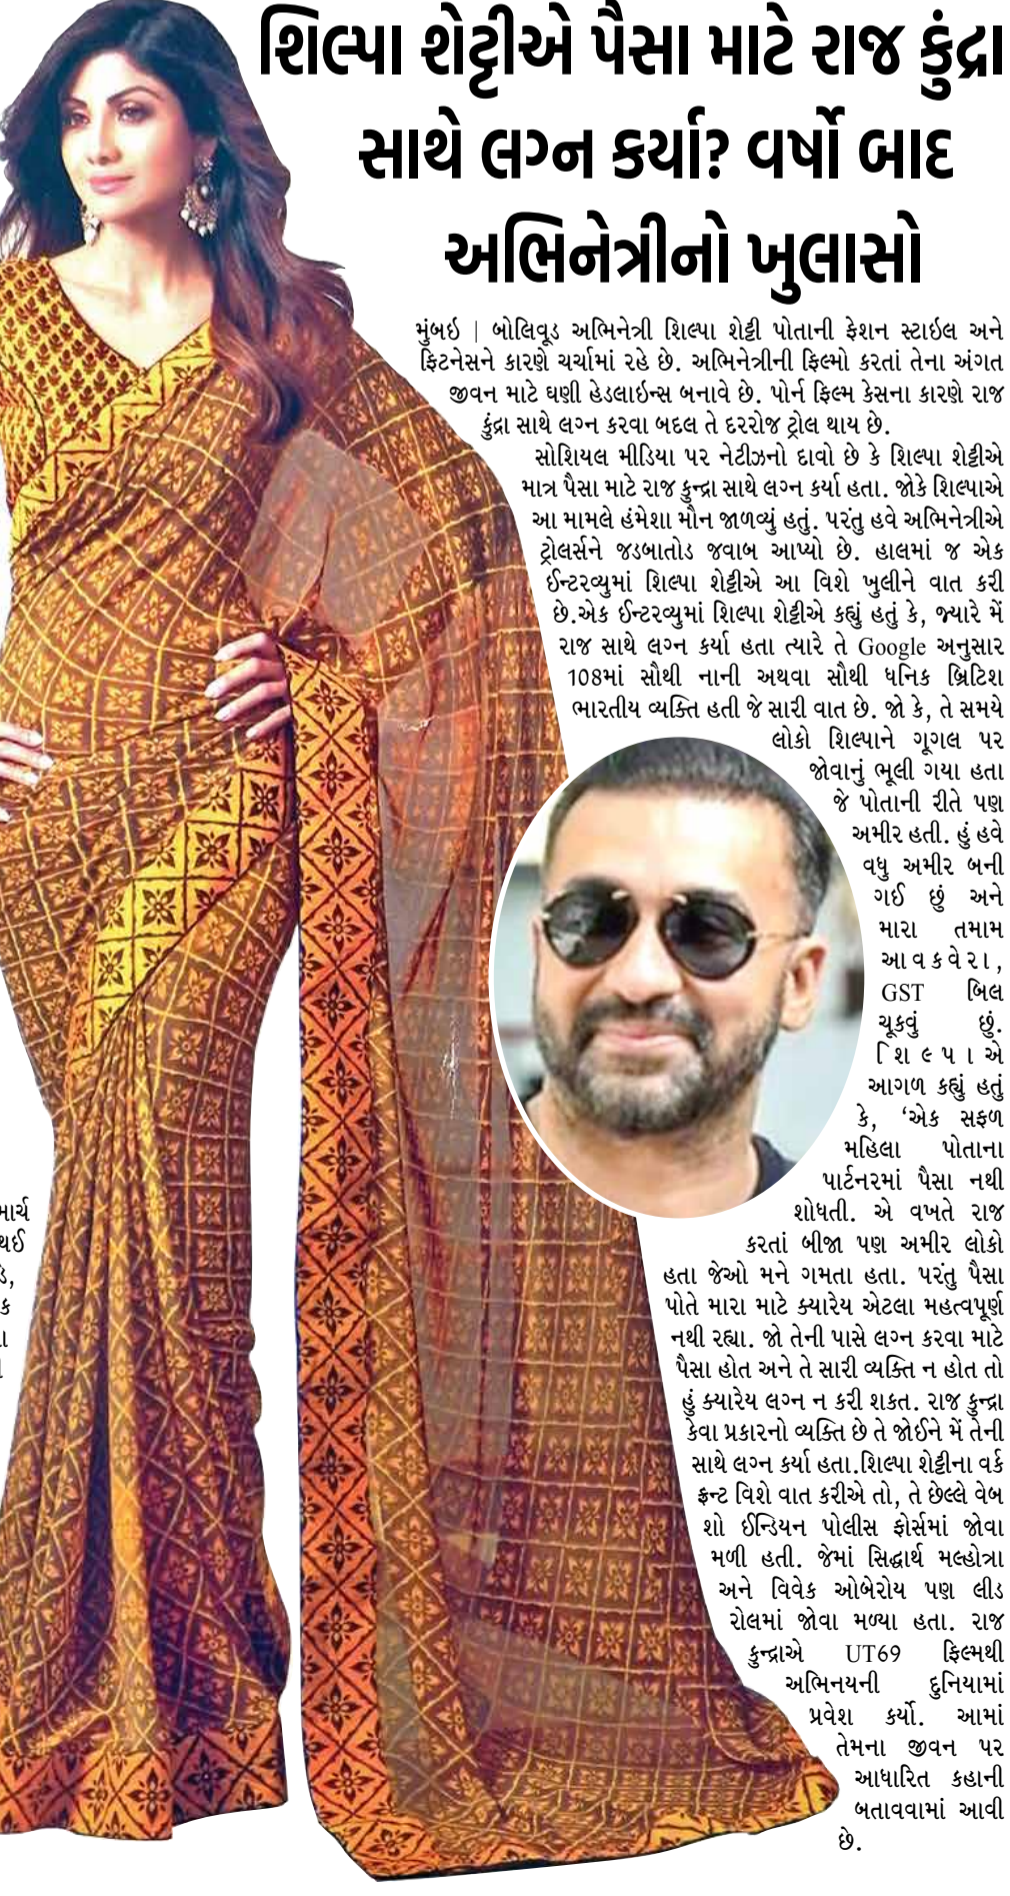 શિલ્પા શેટ્ટીએ પૈસા માટે રાજ કુંદ્રા
સાથે લગ્ન કર્યા? વર્ષો બાદ
અભિનેત્રીનો ખુલાસો
મુંબઇ | બોલિવૂડ અભિનેત્રી શિલ્પા શેટ્ટી પોતાની ફેશન સ્ટાઇલ અને
ફિટનેસને કારણે ચર્ચામાં રહે છે. અભિનેત્રીની ફિલ્મો કરતાં તેના અંગત
જીવન માટે ઘણી હેડલાઇન્સ બનાવે છે. પોર્ન ફિલ્મ કેસના કારણે રાજ
કુંદ્રા સાથે લગ્ન કરવા બદલ તે દરરોજ ટ્રોલ થાય છે.
સોશિયલ મીડિયા પર નેટીઝનો દાવો છે કે શિલ્પા શેટ્ટીએ
માત્ર પૈસા માટે રાજ કુન્દ્રા સાથે લગ્ન કર્યા હતા. જોકે શિલ્પાએ
આ મામલે હંમેશા મૌન જાળવ્યું હતું. પરંતુ હવે અભિનેત્રીએ
ટ્રોલર્સને જડબાતોડ જવાબ આપ્યો છે. હાલમાં જ એક
ઈન્ટરવ્યુમાં શિલ્પા શેટ્ટીએ આ વિશે ખુલીને વાત કરી
છે.એક ઈન્ટરવ્યુમાં શિલ્પા શેટ્ટીએ કહ્યું હતું કે, જ્યારે મેં
રાજ સાથે લગ્ન કર્યા હતા ત્યારે તે Google અનુસાર
108માં સૌથી નાની અથવા સૌથી ધનિક બ્રિટિશ
ભારતીય વ્યક્તિ હતી જે સારી વાત છે. જો કે, તે સમયે
લોકો શિલ્પાને ગૂગલ પર
જોવાનું ભૂલી ગયા હતા
જે પોતાની રીતે પણ
અમીર હતી. હું હવે
વધુ અમીર બની
ગઈ છું અને
મારા તમામ
આવકવેરા,
GST બિલ
ચૂકવું છું.
શિલ્પાએ
આગળ કહ્યું હતું
કે, ‘એક સફળ
મહિલા પોતાના
પાર્ટનરમાં પૈસા નથી
શોધતી. એ વખતે રાજ
કરતાં બીજા પણ અમીર લોકો
હતા જેઓ મને ગમતા હતા. પરંતુ પૈસા
પોતે મારા માટે ક્યારેય એટલા મહત્વપૂર્ણ
નથી રહ્યા. જો તેની પાસે લગ્ન કરવા માટે
પૈસા હોત અને તે સારી વ્યક્તિ ન હોત તો
હું ક્યારેય લગ્ન ન કરી શકત. રાજ કુન્દ્રા
કેવા પ્રકારનો વ્યક્તિ છે તે જોઈને મેં તેની
સાથે લગ્ન કર્યા હતા.શિલ્પા શેટ્ટીના વર્ક
ફ્રન્ટ વિશે વાત કરીએ તો, તે છેલ્લે વેબ
શો ઈન્ડિયન પોલીસ ફોર્સમાં જોવા
મળી હતી. જેમાં સિદ્ધાર્થ મલ્હોત્રા
અને વિવેક ઓબેરોય પણ લીડ
રોલમાં જોવા મળ્યા હતા. રાજ
કુન્દ્રાએ UT69 ફિલ્મથી
અભિનયની દુનિયામાં
પ્રવેશ કર્યો. આમાં
તેમના જીવન પર
આધારિત કહાની
બતાવવામાં આવી
છે.